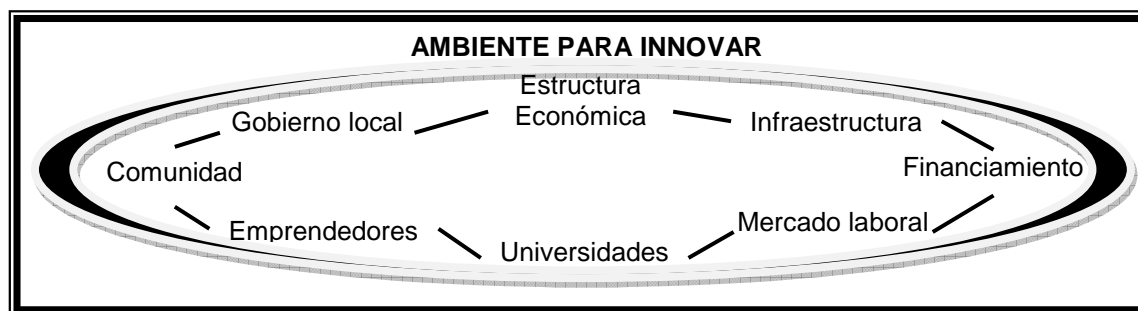 AMBIENTE PARA INNOVAR
Estructura
Económica
Gobierno local
Infraestructura
Comunidad
Financiamiento
Emprendedores
Mercado laboral
Universidades